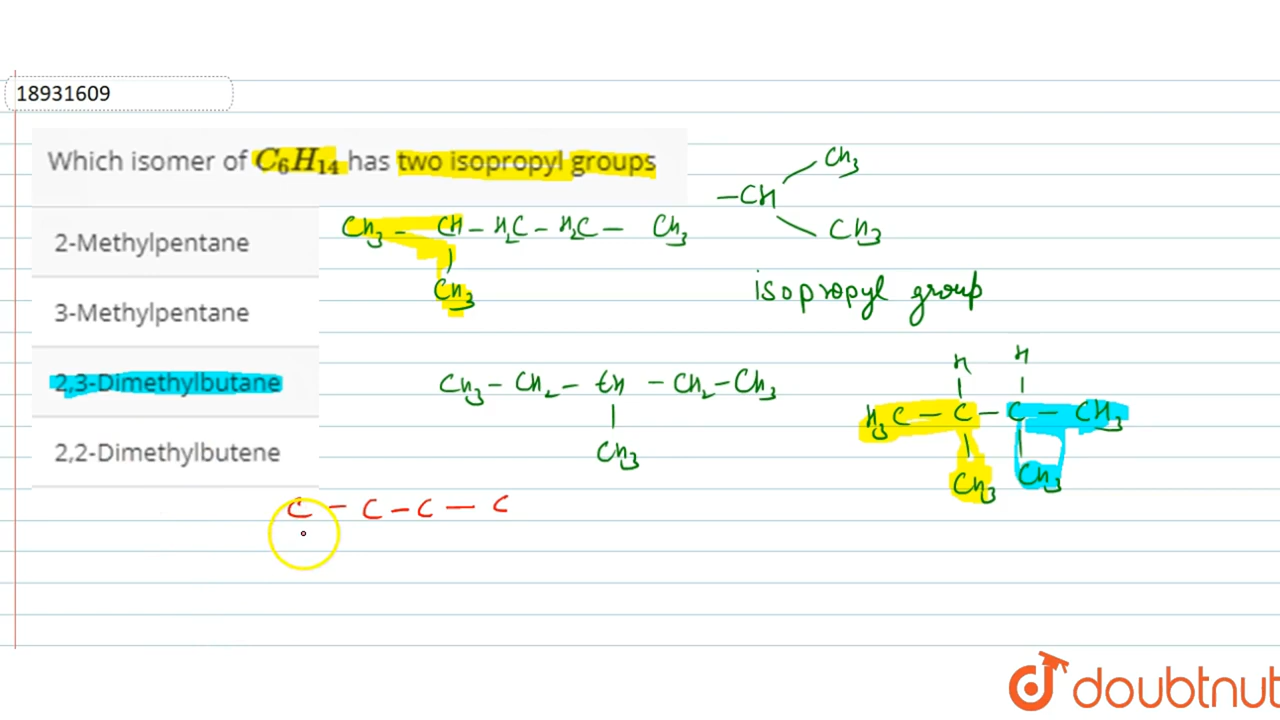 18931609
Which isomer of C₆H₁₄ has two isopropyl groups
2-Methylpentane
3-Methylpentane
2,3-Dimethylbutane
2,2-Dimethylbutene
CH₃ - CH - H₂C - H₂C - CH₃
CH₃
CH₃
-CH
CH₃
isopropyl group
CH₃ - CH₂ - CH - CH₂ - CH₃
CH₃
H H
H₃C - C - C - CH₃
CH₃ CH₃
C - C - C - C
doubtnut